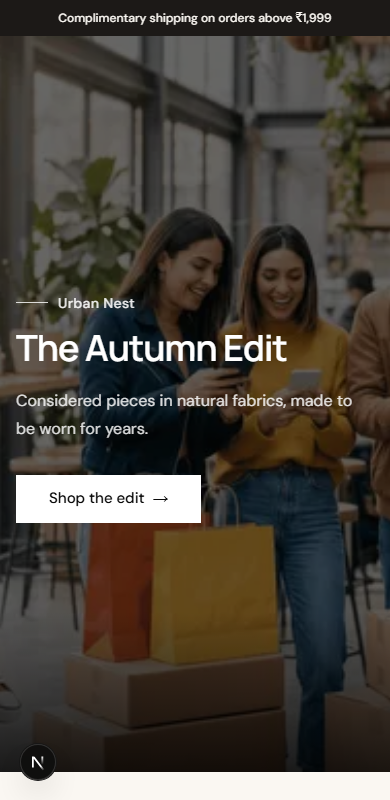 Complimentary shipping on orders above ₹1,999
Urban Nest
The Autumn Edit
Considered pieces in natural fabrics, made to
be worn for years.
Shop the edit →
N